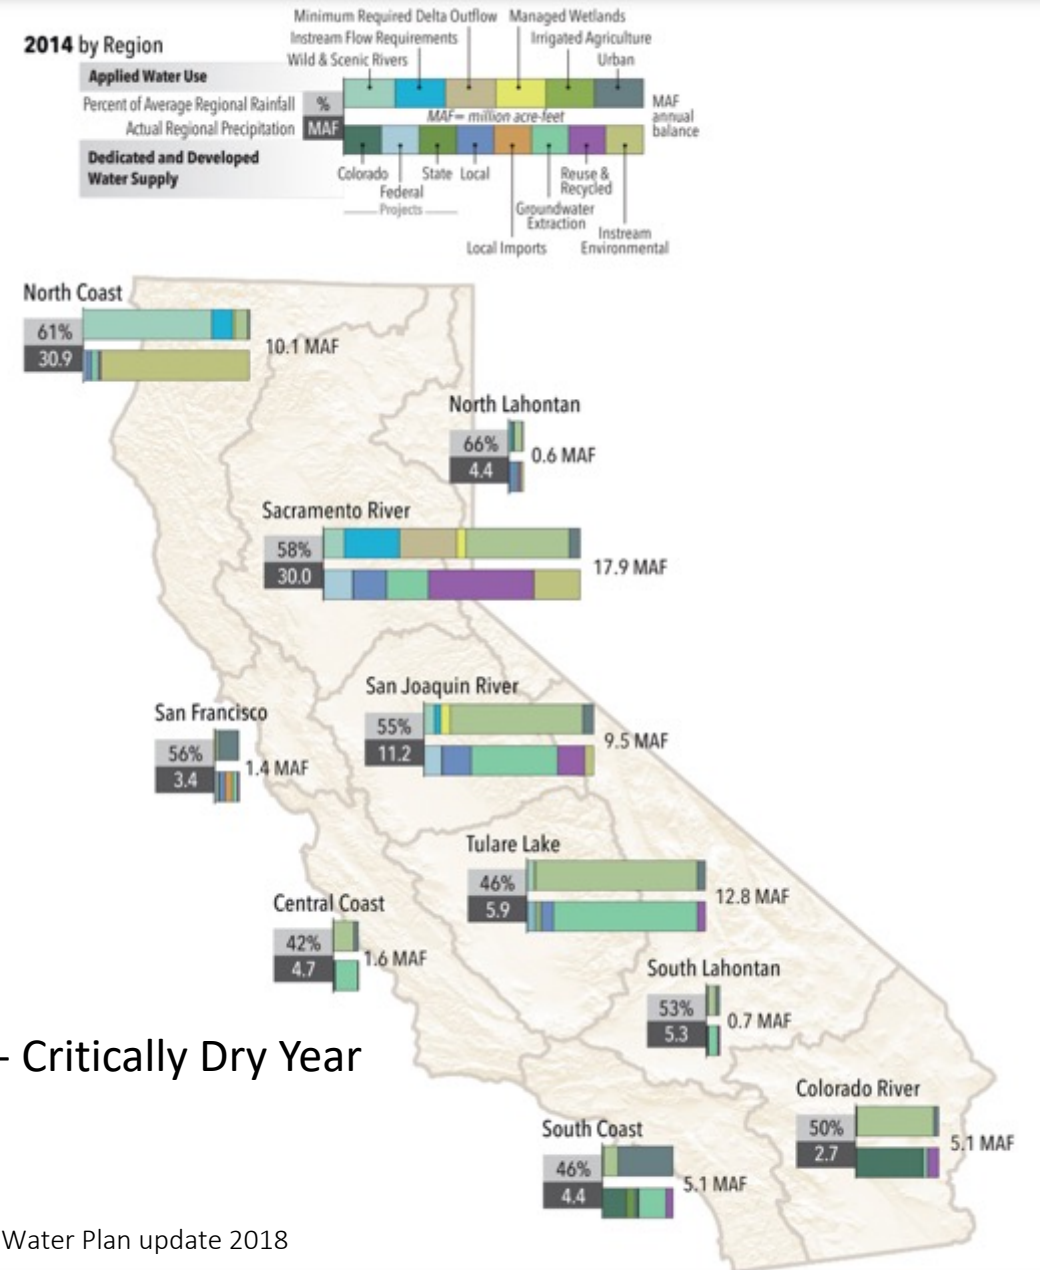 Minimum Required Delta Outflow Managed Wetlands
2014 by Region
Instream Flow Requirements Irrigated Agriculture
Wild & Scenic Rivers Urban
Applied Water Use
Percent of Average Regional Rainfall %
Actual Regional Precipitation MAF
MAF= million acre-feet
MAF
annual
balance
Dedicated and Developed
Water Supply
Colorado State Local Reuse &
Recycled
Federal
Projects
Groundwater
Extraction
Instream
Environmental
Local Imports
North Coast
61%
30.9
10.1 MAF
North Lahontan
66%
4.4
0.6 MAF
Sacramento River
58%
30.0
17.9 MAF
San Joaquin River
55%
11.2
9.5 MAF
San Francisco
56%
3.4
1.4 MAF
Tulare Lake
46%
5.9
12.8 MAF
Central Coast
42%
4.7
1.6 MAF
South Lahontan
53%
5.3
0.7 MAF
- Critically Dry Year
Colorado River
50%
2.7
5.1 MAF
South Coast
46%
4.4
5.1 MAF
Water Plan update 2018